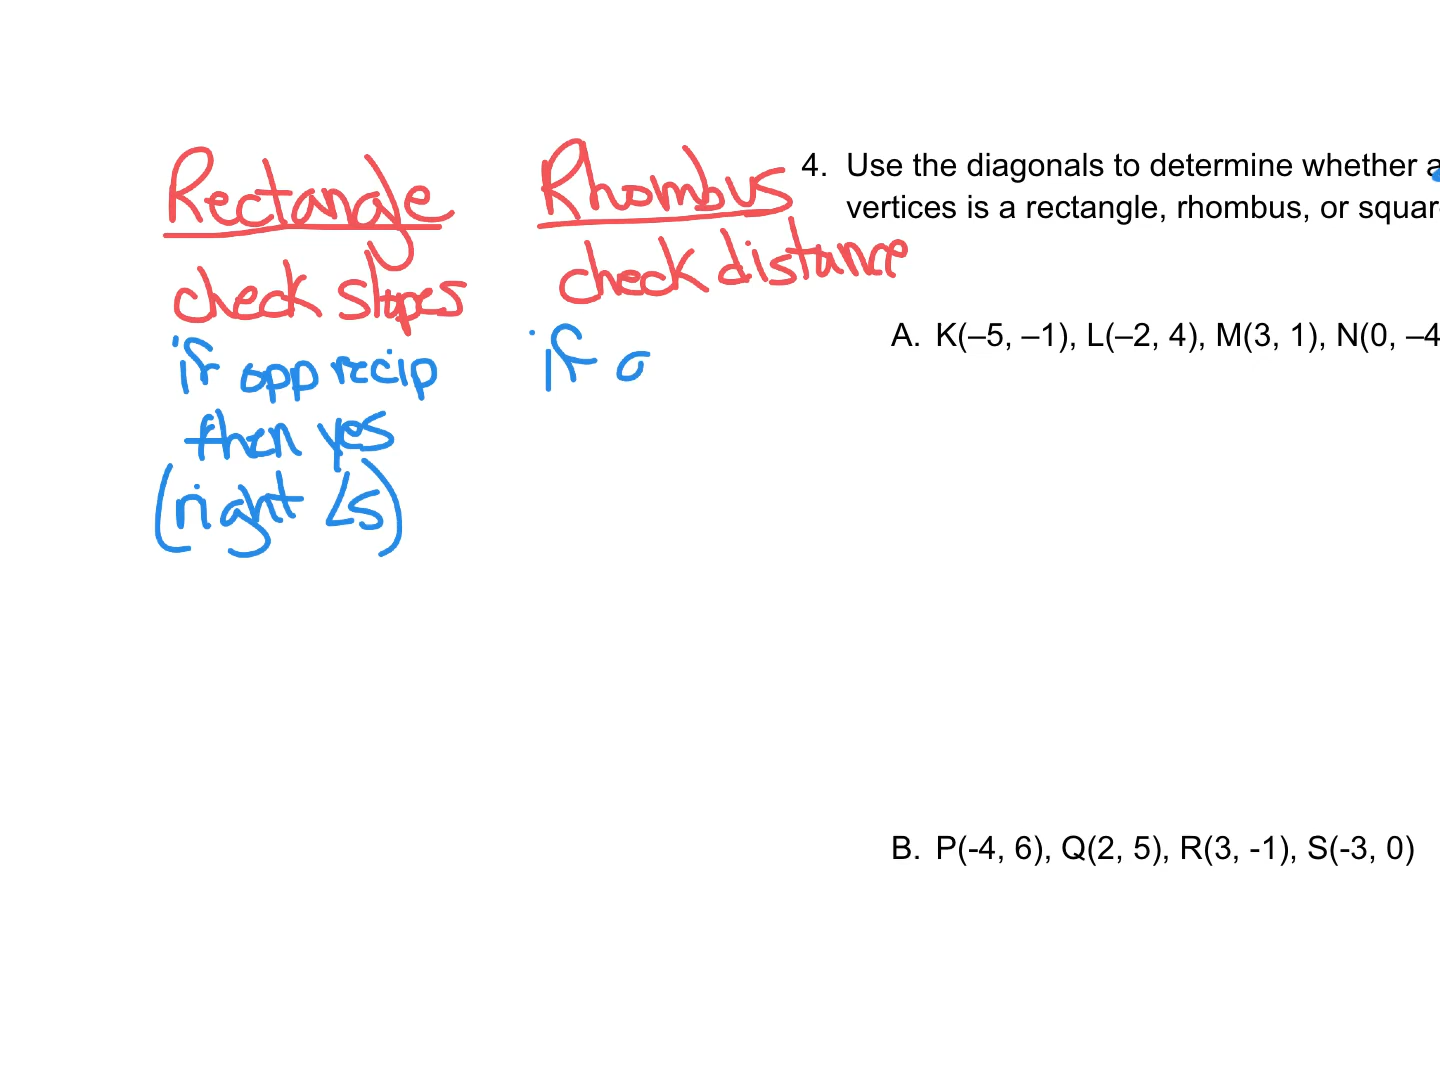 Rectangle
check slopes
if opp recip
then yes
(right ∠s)
Rhombus
check distance
if
4. Use the diagonals to determine whether
vertices is a rectangle, rhombus, or squar
A. K(–5, –1), L(–2, 4), M(3, 1), N(0, –4
B. P(-4, 6), Q(2, 5), R(3, -1), S(-3, 0)